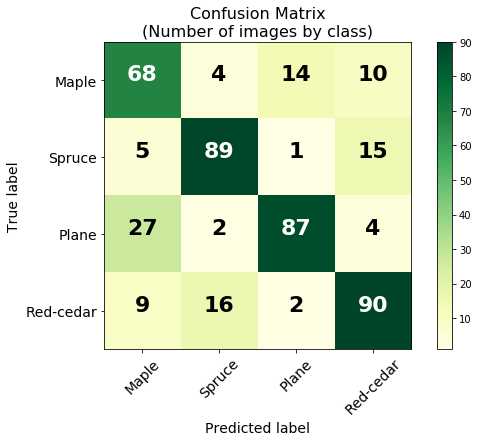 Confusion Matrix
(Number of images by class)
Maple 68 4 14 10
Spruce 5 89 1 15
Plane 27 2 87 4
Red-cedar 9 16 2 90
Maple Spruce Plane Red-cedar
True label
Predicted label
90
80
70
60
50
40
30
20
10